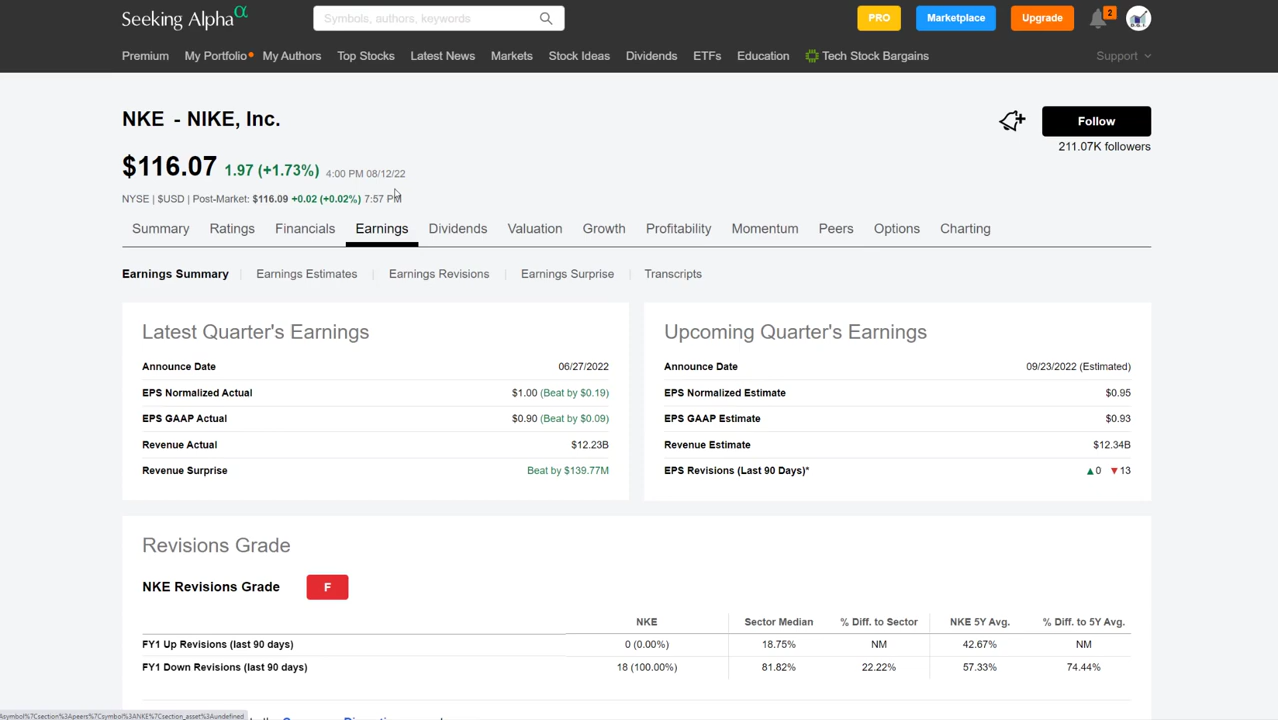 Seeking Alpha α
Symbols, authors, keywords
PRO
Marketplace
Upgrade
2
Premium My Portfolio My Authors Top Stocks Latest News Markets Stock Ideas Dividends ETFs Education Tech Stock Bargains Support
NKE - NIKE, Inc.
Follow
211.07K followers
$116.07 1.97 (+1.73%) 4:00 PM 08/12/22
NYSE | $USD | Post-Market: $116.09 +0.02 (+0.02%) 7:57 PM
Summary Ratings Financials Earnings Dividends Valuation Growth Profitability Momentum Peers Options Charting
Earnings Summary | Earnings Estimates | Earnings Revisions | Earnings Surprise | Transcripts
Latest Quarter's Earnings
Announce Date 06/27/2022
EPS Normalized Actual $1.00 (Beat by $0.19)
EPS GAAP Actual $0.90 (Beat by $0.09)
Revenue Actual $12.23B
Revenue Surprise Beat by $139.77M
Upcoming Quarter's Earnings
Announce Date 09/23/2022 (Estimated)
EPS Normalized Estimate $0.95
EPS GAAP Estimate $0.93
Revenue Estimate $12.34B
EPS Revisions (Last 90 Days)* ▲0 ▼13
Revisions Grade
NKE Revisions Grade F
NKE Sector Median % Diff. to Sector NKE 5Y Avg. % Diff. to 5Y Avg.
FY1 Up Revisions (last 90 days) 0 (0.00%) 18.75% NM 42.67% NM
FY1 Down Revisions (last 90 days) 18 (100.00%) 81.82% 22.22% 57.33% 74.44%
Asymbol%7Csection%3Apeers%7Csymbol%3ANKE%7Csection_asset%3Aundefined